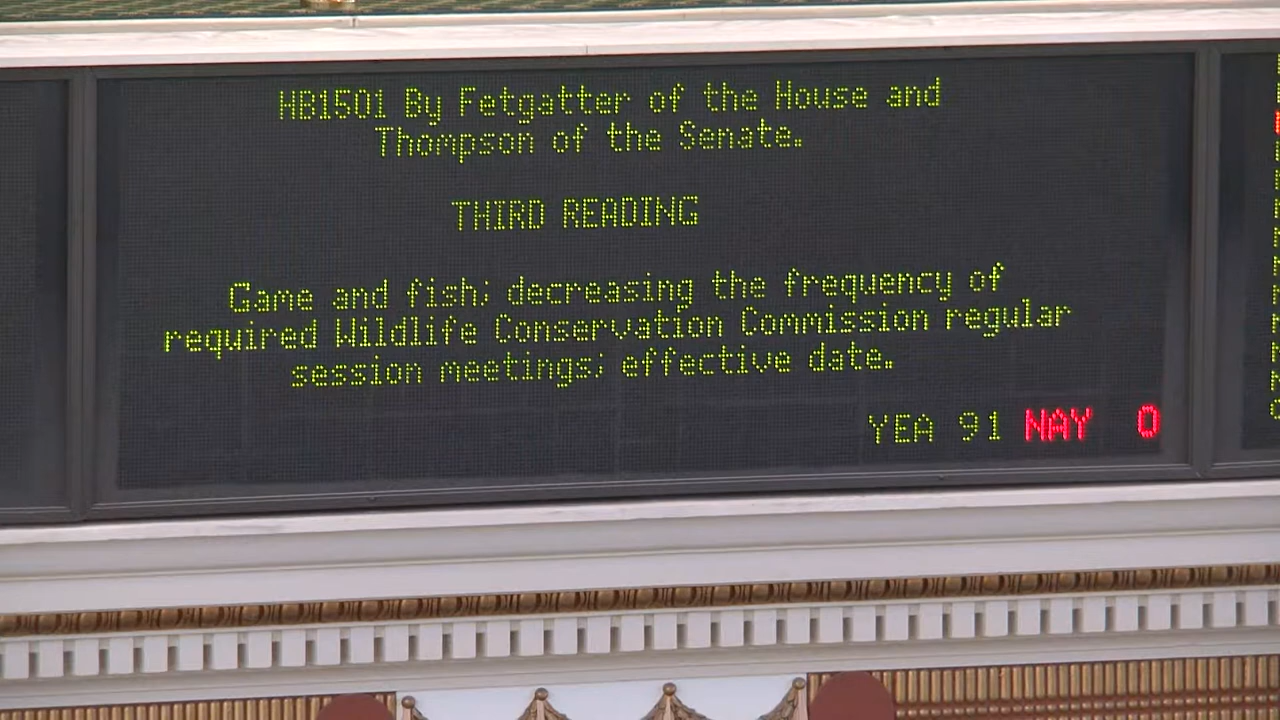 HB1501 By Fetgatter of the House and
Thompson of the Senate.
THIRD READING
Game and fish; decreasing the frequency of
required Wildlife Conservation Commission regular
session meetings; effective date.
YEA 91 NAY 0